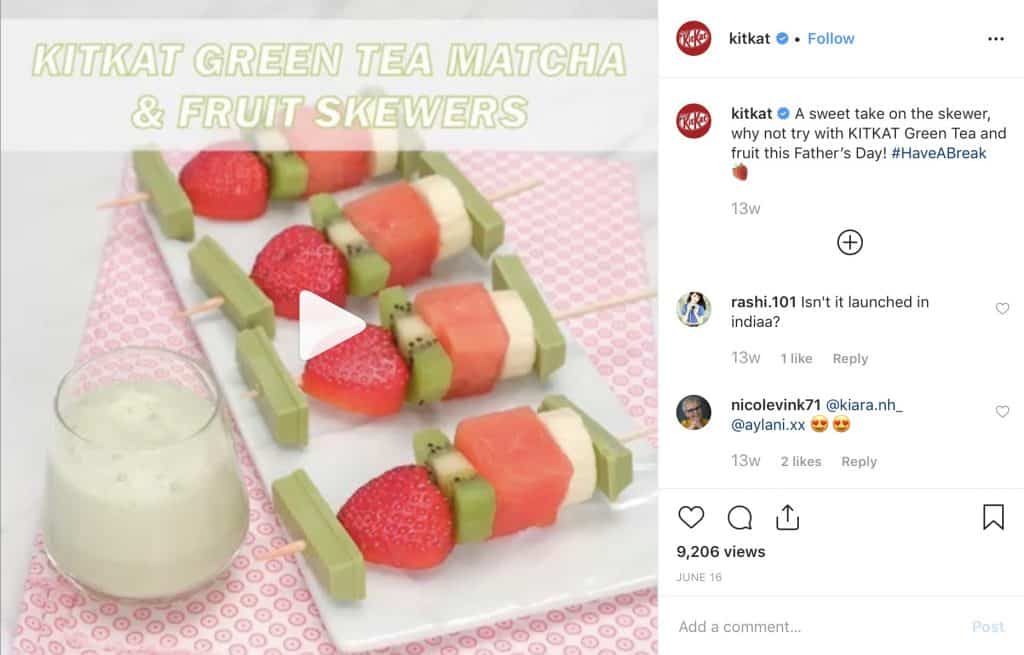 KITKAT GREEN TEA MATCHA
& FRUIT SKEWERS
KitKat
kitkat • Follow
KitKat
kitkat A sweet take on the skewer,
why not try with KITKAT Green Tea and
fruit this Father’s Day! #HaveABreak
13w
rashi.101 Isn't it launched in
indiaa?
13w 1 like Reply
nicolevink71 @kiara.nh_
@aylani.xx 😍😍
13w 2 likes Reply
9,206 views
JUNE 16
Add a comment... Post